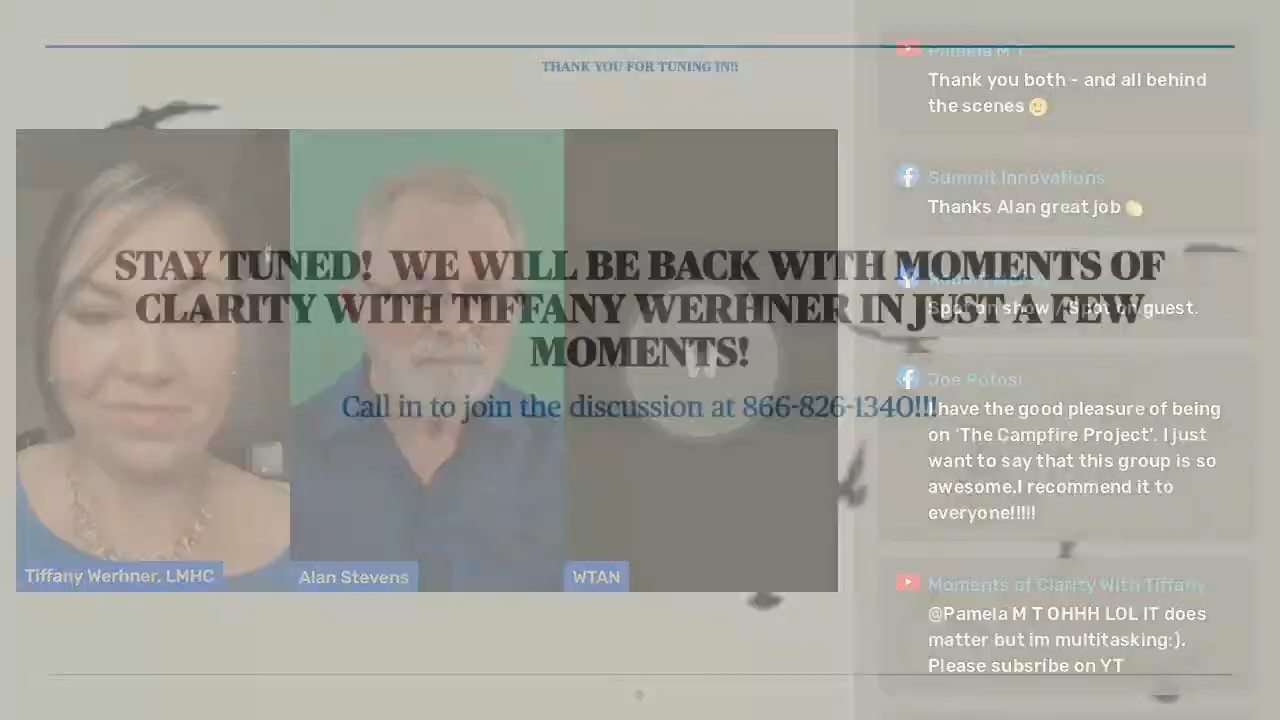 THANK YOU FOR TUNING IN!!
STAY TUNED! WE WILL BE BACK WITH MOMENTS OF
CLARITY WITH TIFFANY WERHNER IN JUST A FEW
MOMENTS!
Call in to join the discussion at 866-826-1340!!!
Tiffany Werhner, LMHC
Alan Stevens
WTAN
W
Pamela M T
Thank you both - and all behind
the scenes
Summit Innovations
Thanks Alan great job
Spot on show / Spot on guest.
Joe Potosi
I have the good pleasure of being
on 'The Campfire Project'. I just
want to say that this group is so
awesome.I recommend it to
everyone!!!!!
Moments of Clarity With Tiffany
@Pamela M T OHHH LOL IT does
matter but im multitasking:).
Please subsribe on YT